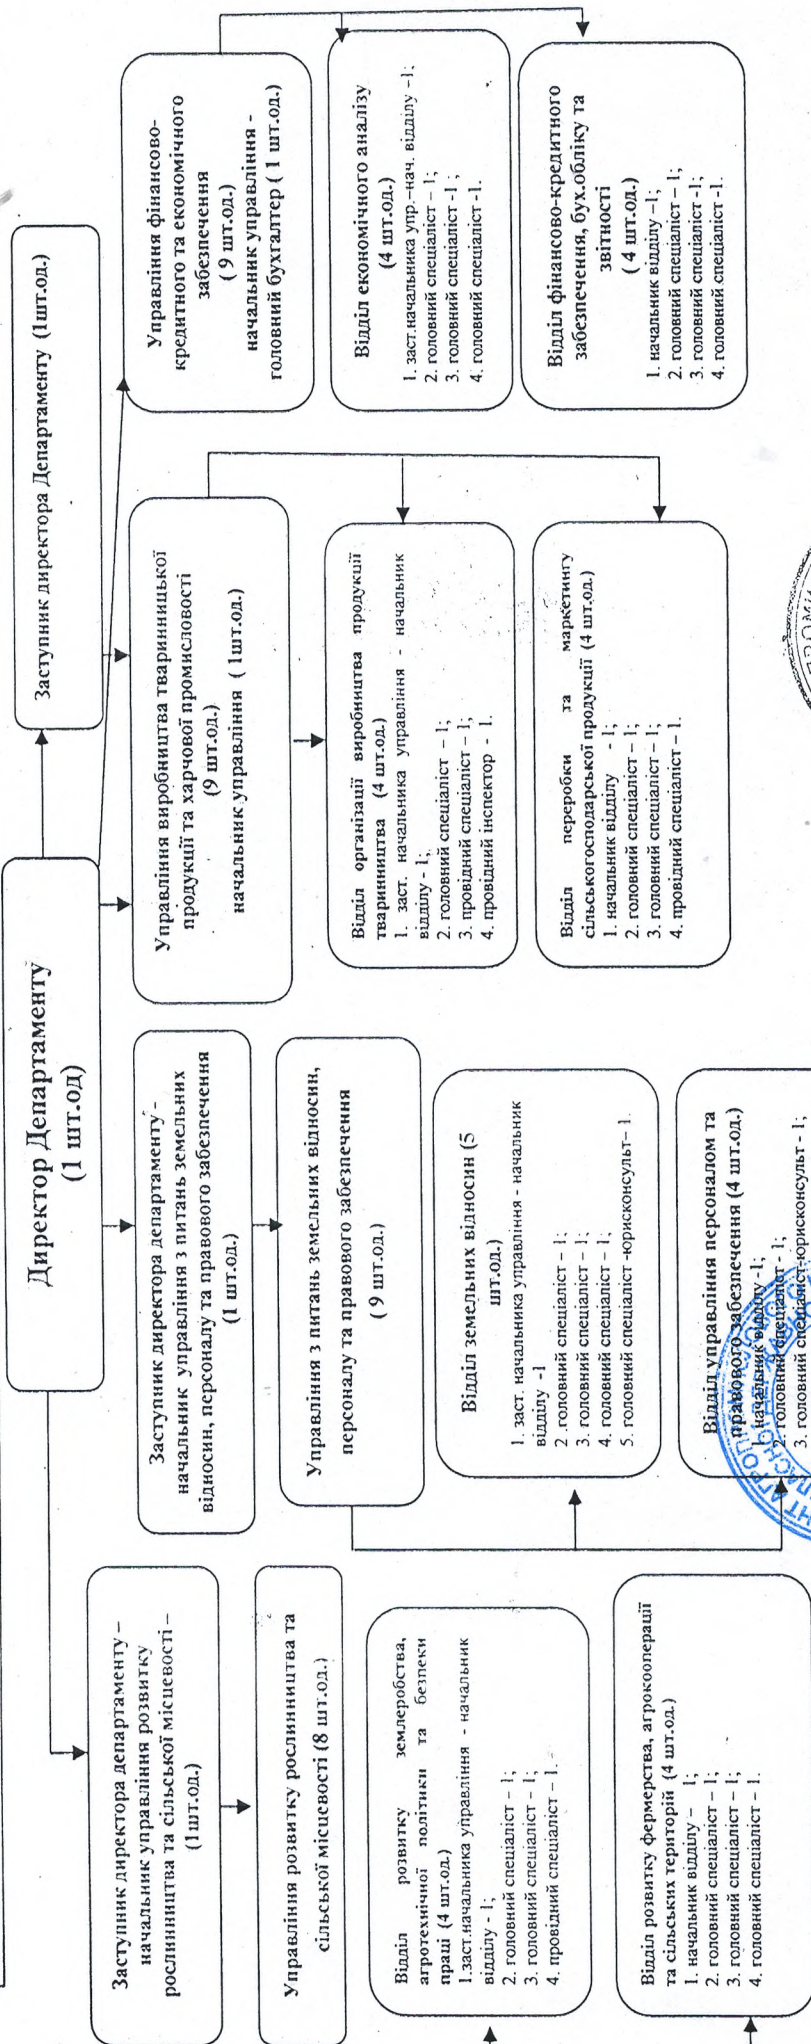 Директор Департаменту
(1 шт.од)
Заступник директора Департаменту (1шт.од.)
Заступник директора департаменту –
начальник управління розвитку
рослинництва та сільської місцевості –
(1шт.од.)
Управління розвитку рослинництва та
сільської місцевості (8 шт.од.)
Відділ розвитку землеробства,
агротехнічної політики та безпеки
праці (4 шт.од.)
1.заст.начальника управління - начальник
відділу - 1;
2. головний спеціаліст – 1;
3. головний спеціаліст – 1;
4. провідний спеціаліст – 1.
Відділ розвитку фермерства, агрокооперації
та сільських територій (4 шт.од.)
1. начальник відділу – 1;
2. головний спеціаліст – 1;
3. головний спеціаліст – 1;
4. головний спеціаліст – 1.
Заступник директора департаменту -
начальник управління з питань земельних
відносин, персоналу та правового забезпечення
(1 шт.од.)
Управління з питань земельних відносин,
персоналу та правового забезпечення
( 9 шт.од.)
Відділ земельних відносин (5
шт.од.)
1. заст. начальника управління - начальник
відділу -1
2 .головний спеціаліст – 1;
3. головний спеціаліст – 1;
4. головний спеціаліст – 1;
5. головний спеціаліст -юрисконсульт– 1.
Відділ управління персоналом та
правового забезпечення (4 шт.од.)
1. начальник відділу -1;
2. головний спеціаліст - 1;
3. головний спеціаліст-юрисконсульт - 1;
Управління виробництва тваринницької
продукції та харчової промисловості
(9 шт.од.)
начальник управління ( 1шт.од.)
Відділ організації виробництва продукції
тваринництва (4 шт.од.)
1. заст. начальника управління - начальник
відділу - 1;
2. головний спеціаліст – 1;
3. провідний спеціаліст – 1;
4. провідний інспектор - 1.
Відділ переробки та маркетингу
сільськогосподарської продукції (4 шт.од.)
1. начальник відділу - 1;
2. головний спеціаліст – 1;
3. головний спеціаліст – 1;
4. провідний спеціаліст – 1.
Управління фінансово-
кредитного та економічного
забезпечення
( 9 шт.од.)
начальник управління -
головний бухгалтер ( 1 шт.од.)
Відділ економічного аналізу
(4 шт.од.)
1. заст.начальника упр.–нач. відділу –1;
2. головний спеціаліст – 1;
3. головний спеціаліст -1 ;
4. головний спеціаліст -1.
Відділ фінансово-кредитного
забезпечення, бух.обліку та
звітності
( 4 шт.од.)
1. начальник відділу –1;
2. головний спеціаліст – 1;
3. головний спеціаліст -1;
4. головний спеціаліст -1.